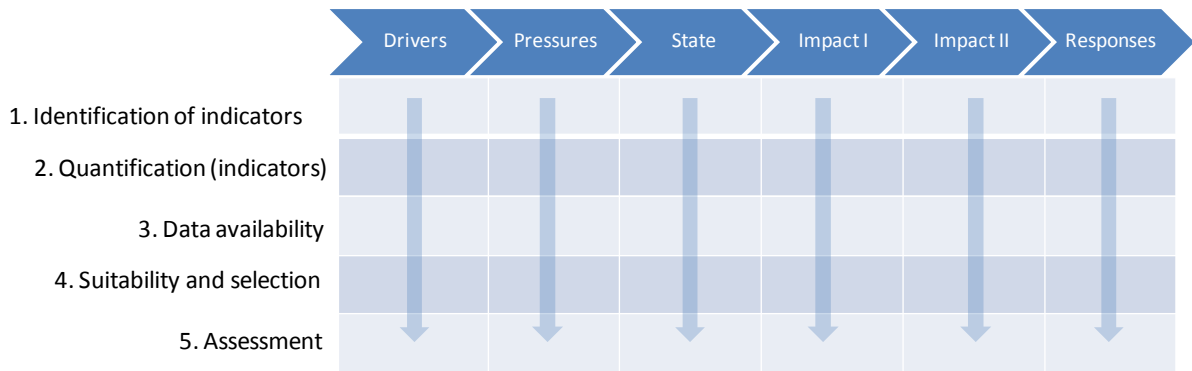 Drivers
Pressures
State
Impact I
Impact II
Responses
1. Identification of indicators
2. Quantification (indicators)
3. Data availability
4. Suitability and selection
5. Assessment